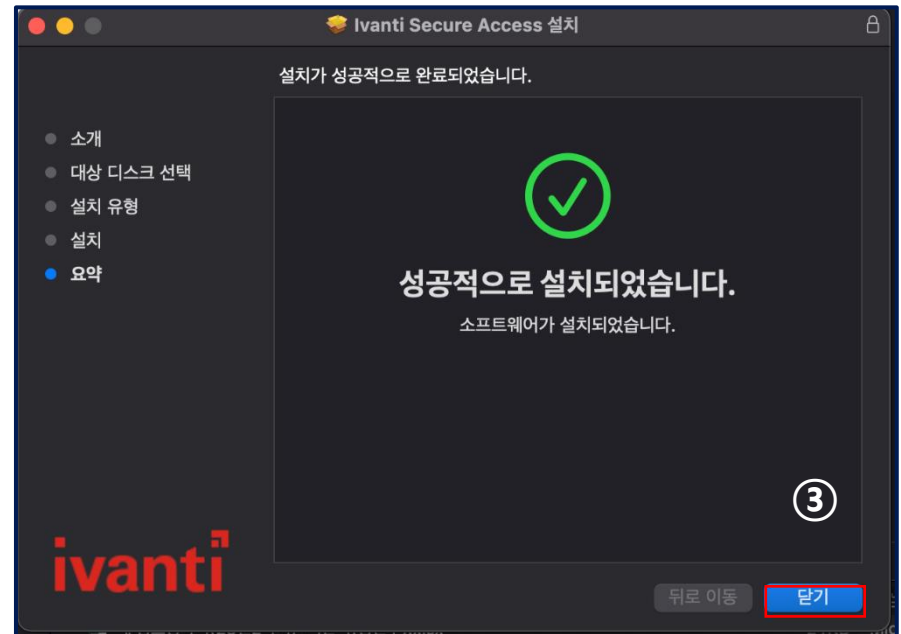 Ivanti Secure Access 설치
설치가 성공적으로 완료되었습니다.
소개
대상 디스크 선택
설치 유형
설치
요약
성공적으로 설치되었습니다.
소프트웨어가 설치되었습니다.
③
ivanti
뒤로 이동
닫기